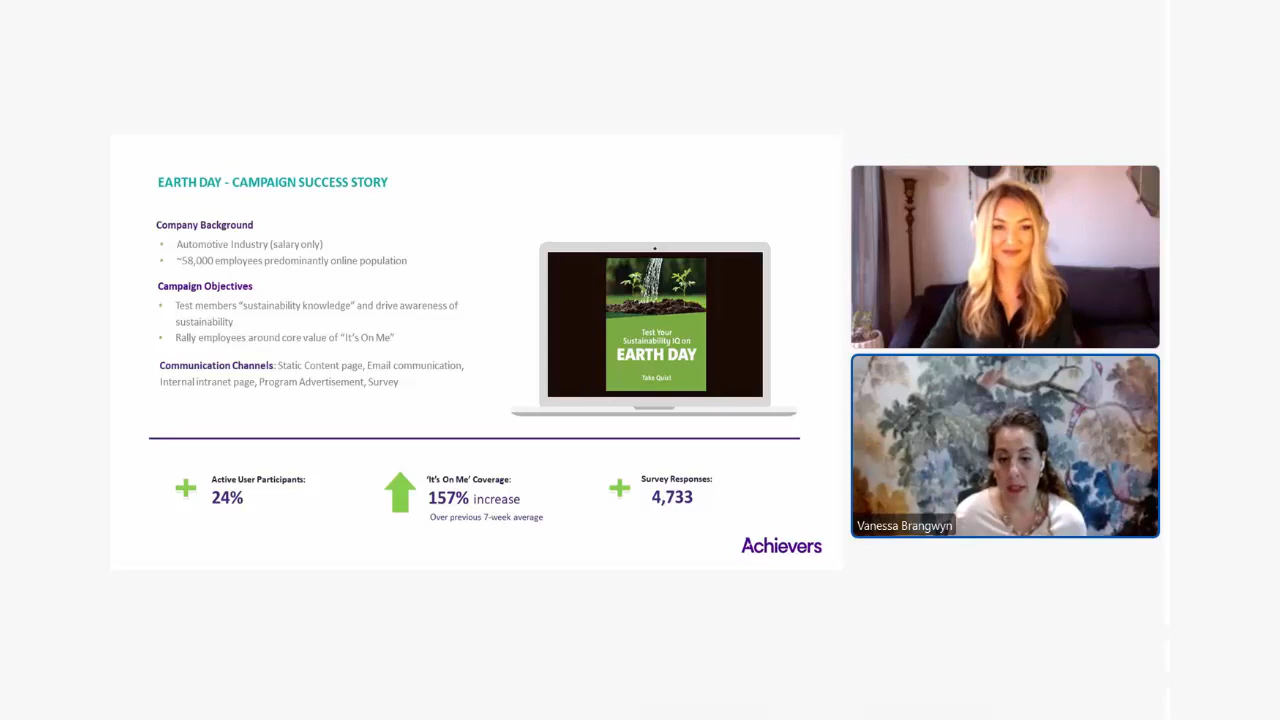 EARTH DAY - CAMPAIGN SUCCESS STORY
Company Background
• Automotive Industry (salary only)
• ~58,000 employees predominantly online population
Campaign Objectives
• Test members “sustainability knowledge” and drive awareness of
sustainability
• Rally employees around core value of “It’s On Me”
Communication Channels: Static Content page, Email communication,
Internal intranet page, Program Advertisement, Survey
Test Your
Sustainability IQ on
EARTH DAY
Take Quiz!
Active User Participants:
24%
‘It’s On Me’ Coverage:
157% increase
Over previous 7-week average
Survey Responses:
4,733
Achievers
Vanessa Brangwyn